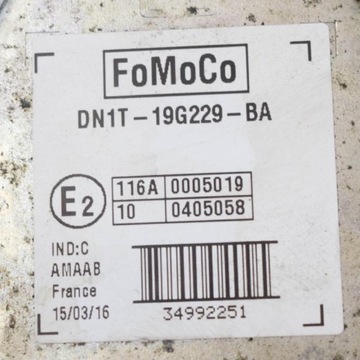 FoMoCo
DN1T-19G229-BA
E2
116A 0005019
10 0405058
IND:C
AMAAB
France
15/03/16
34992251